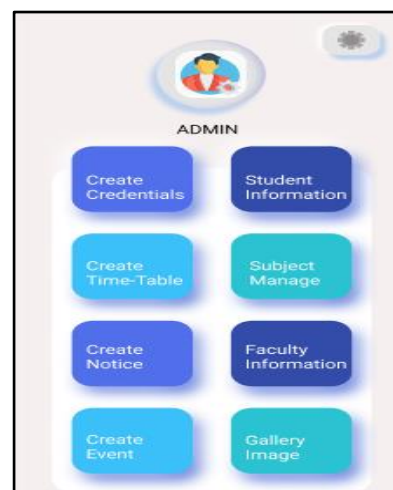 ADMIN
Create
Credentials
Student
Information
Create
Time-Table
Subject
Manage
Create
Notice
Faculty
Information
Create
Event
Gallery
Image